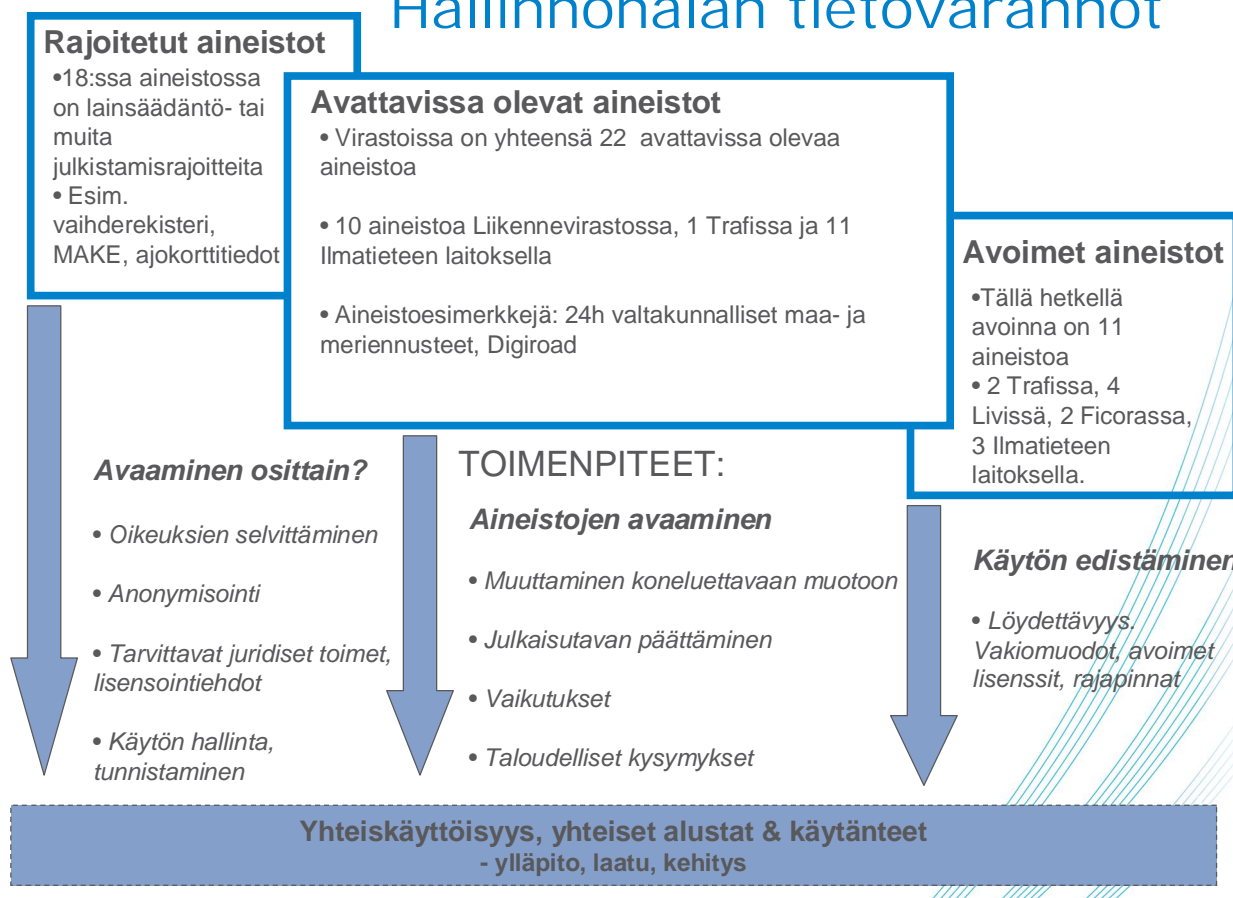 Hallinnonalan tietovarannot
Rajoitetut aineistot
•18:ssa aineistossa
on lainsäädäntö- tai
muita
julkistamisrajoitteita
• Esim.
vaihderekisteri,
MAKE, ajokorttitiedot
Avattavissa olevat aineistot
• Virastoissa on yhteensä 22 avattavissa olevaa
aineistoa
• 10 aineistoa Liikennevirastossa, 1 Trafissa ja 11
Ilmatieteen laitoksella
• Aineistoesimerkkejä: 24h valtakunnalliset maa- ja
meriennusteet, Digiroad
Avoimet aineistot
•Tällä hetkellä
avoinna on 11
aineistoa
• 2 Trafissa, 4
Livissä, 2 Ficorassa,
3 Ilmatieteen
laitoksella.
Avaaminen osittain?
• Oikeuksien selvittäminen
• Anonymisointi
• Tarvittavat juridiset toimet,
lisensointiehdot
• Käytön hallinta,
tunnistaminen
TOIMENPITEET:
Aineistojen avaaminen
• Muuttaminen koneluettavaan muotoon
• Julkaisutavan päättäminen
• Vaikutukset
• Taloudelliset kysymykset
Käytön edistäminen
• Löydettävyys.
Vakiomuodot, avoimet
lisenssit, rajapinnat
Yhteiskäyttöisyys, yhteiset alustat & käytänteet
- ylläpito, laatu, kehitys